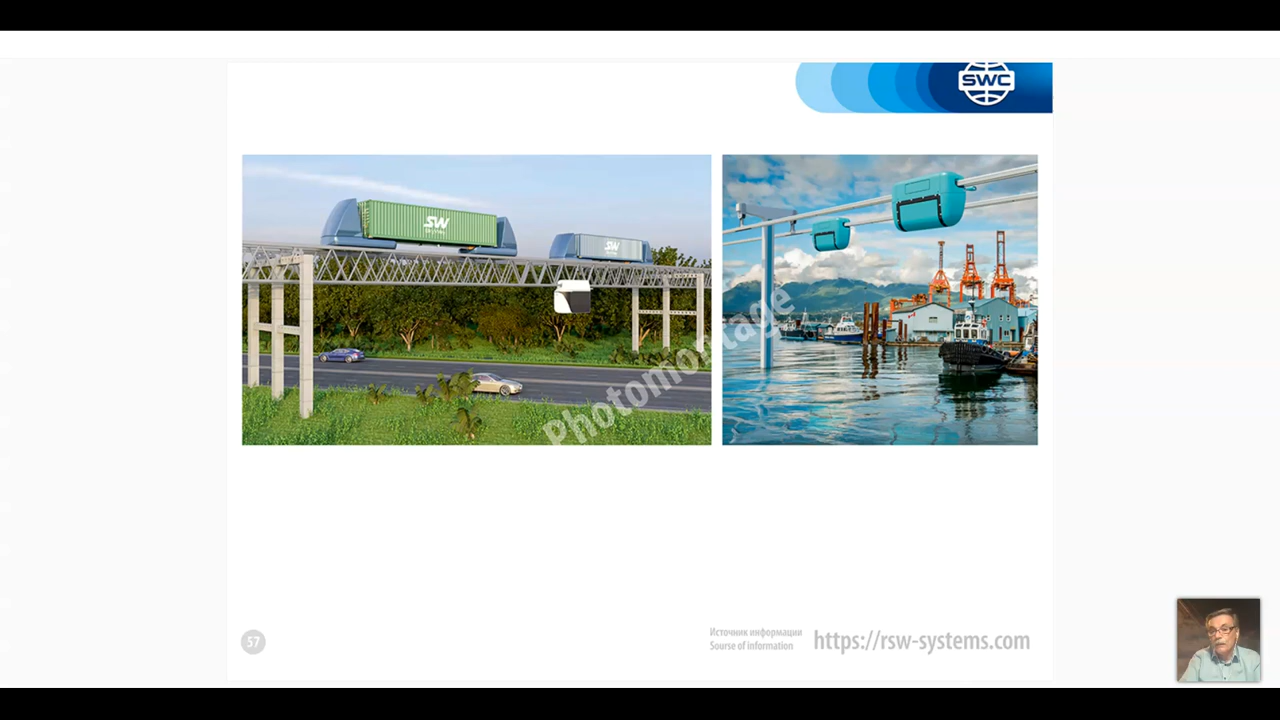 SWC
SW
SW
Photomontage
57
Источник информации
Sourse of information
https://rsw-systems.com